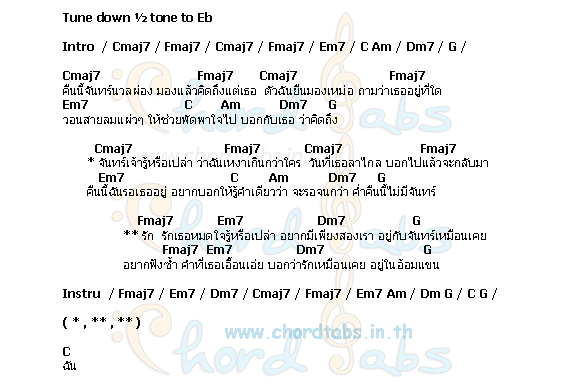 Tune down ½ tone to Eb
Intro / Cmaj7 / Fmaj7 / Cmaj7 / Fmaj7 / Em7 / C Am / Dm7 / G /
Cmaj7 Fmaj7 Cmaj7 Fmaj7
คืนนี้จันทร์นวลผ่อง มองแล้วคิดถึงแต่เธอ ตัวฉันยืนมองเหม่อ ถามว่าเธออยู่ที่ใด
Em7 C Am Dm7 G
วอนสายลมแผ่วๆ ให้ช่วยพัดพาใจไป บอกกับเธอ ว่าคิดถึง
Cmaj7 Fmaj7 Cmaj7 Fmaj7
* จันทร์เจ้ารู้หรือเปล่า ว่าฉันเหงาเกินกว่าใคร วันที่เธอลาไกล บอกไปแล้วจะกลับมา
Em7 C Am Dm7 G
คืนนี้ฉันรอเธออยู่ อยากบอกให้รู้คำเดียวว่า จะรอจนกว่า ค่ำคืนนี้ไม่มีจันทร์
Fmaj7 Em7 Dm7 G
** รัก รักเธอหมดใจรู้หรือเปล่า อยากมีเพียงสองเรา อยู่กับจันทร์เหมือนเคย
Fmaj7 Em7 Dm7 G
อยากฟังซ้ำ คำที่เธอเอื้อนเอ่ย บอกว่ารักเหมือนเคย อยู่ในอ้อมแขน
Instru / Fmaj7 / Em7 / Dm7 / Cmaj7 / Fmaj7 / Em7 Am / Dm G / C G /
( * , ** , ** )
www.chordtabs.in.th
Chord Tabs
C
ฉัน